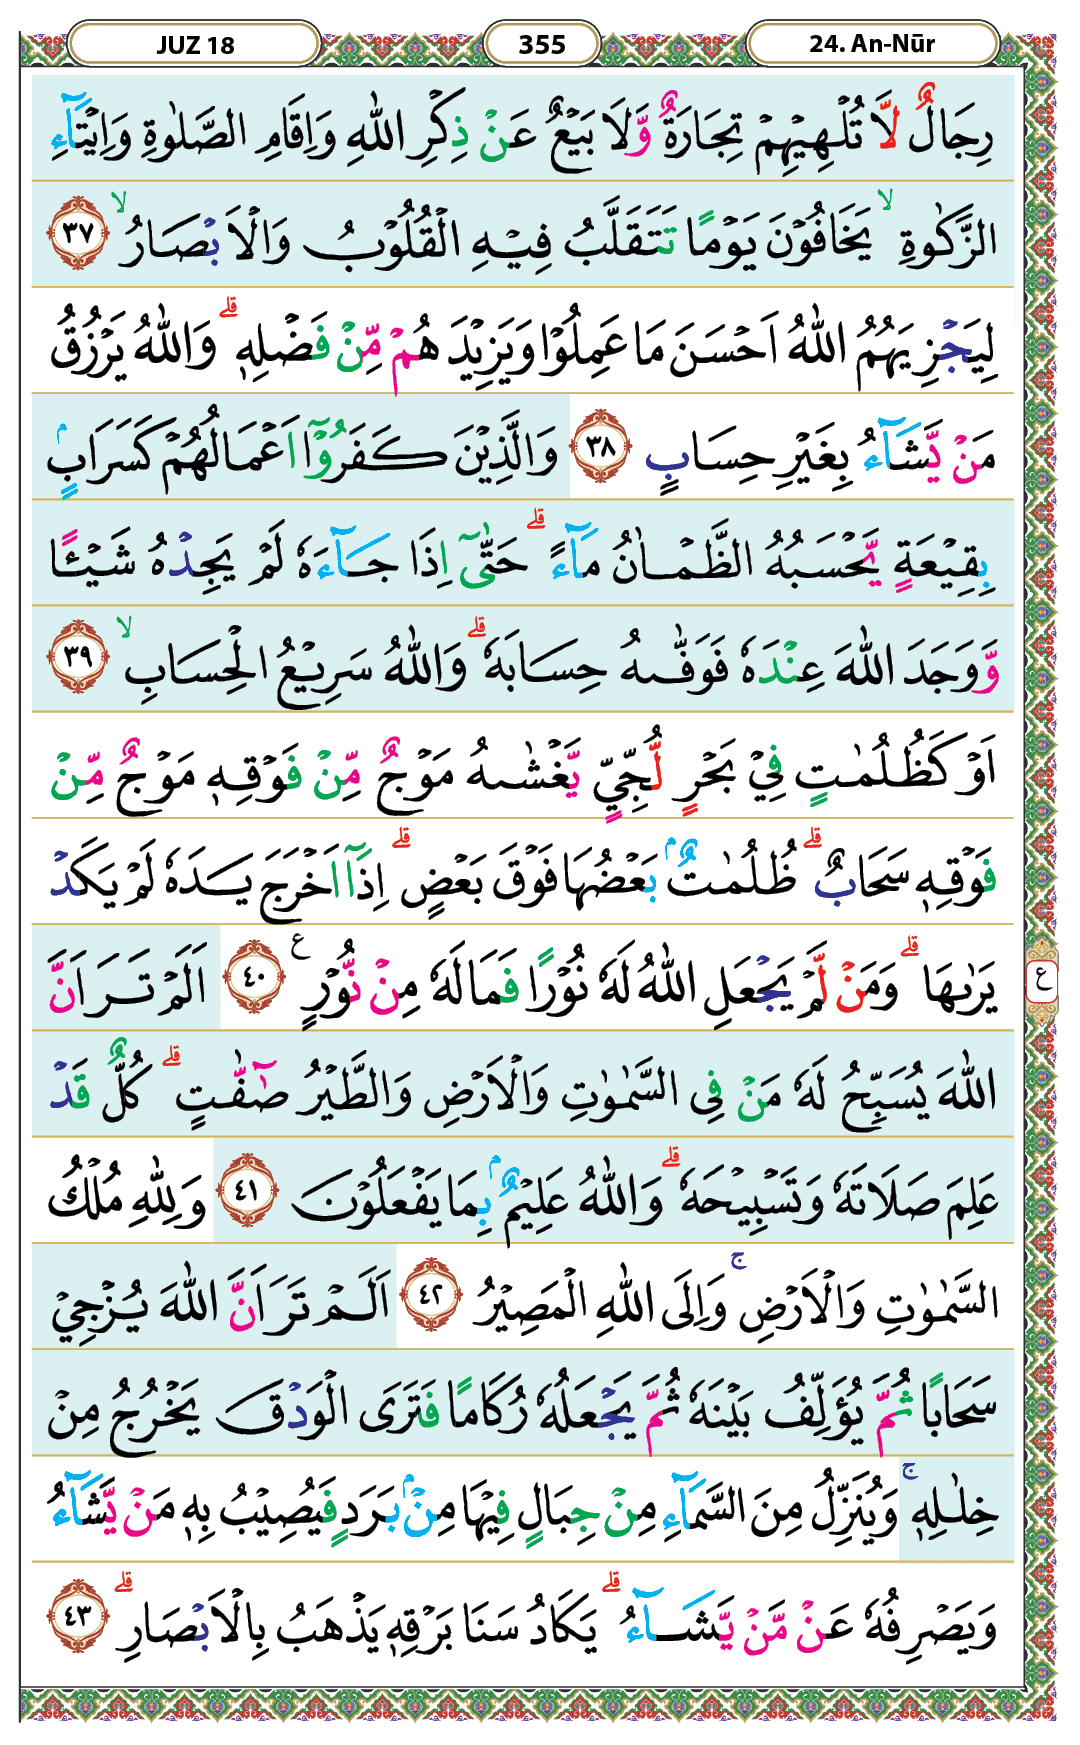 JUZ 18 355 24. An-Nūr
رِجَالٌ لَّا تُلْهِيْهِمْ تِجَارَةٌ وَّلَا بَيْعٌ عَنْ ذِكْرِ اللّٰهِ وَاِقَامِ الصَّلٰوةِ وَاِيْتَآءِ
الزَّكٰوةِ ۙ يَخَافُوْنَ يَوْمًا تَتَقَلَّبُ فِيْهِ الْقُلُوْبُ وَالْاَبْصَارُ ۙ ٣٧
لِيَجْزِيَهُمُ اللّٰهُ اَحْسَنَ مَا عَمِلُوْا وَيَزِيْدَهُمْ مِّنْ فَضْلِهٖ ۗ وَاللّٰهُ يَرْزُقُ
مَنْ يَّشَآءُ بِغَيْرِ حِسَابٍ ٣٨ وَالَّذِيْنَ كَفَرُوْٓا اَعْمَالُهُمْ كَسَرَابٍۢ
بِقِيْعَةٍ يَّحْسَبُهُ الظَّمْاٰنُ مَآءً ۗ حَتّٰىٓ اِذَا جَآءَهٗ لَمْ يَجِدْهُ شَيْـًٔا
وَّوَجَدَ اللّٰهَ عِنْدَهٗ فَوَفّٰىهُ حِسَابَهٗ ۗ وَاللّٰهُ سَرِيْعُ الْحِسَابِ ۙ ٣٩
اَوْ كَظُلُمٰتٍ فِيْ بَحْرٍ لُّجِّيٍّ يَّغْشٰىهُ مَوْجٌ مِّنْ فَوْقِهٖ مَوْجٌ مِّنْ
فَوْقِهٖ سَحَابٌ ۗ ظُلُمٰتٌۢ بَعْضُهَا فَوْقَ بَعْضٍ ۗ اِذَآ اَخْرَجَ يَدَهٗ لَمْ يَكَدْ
يَرٰىهَا ۗ وَمَنْ لَّمْ يَجْعَلِ اللّٰهُ لَهٗ نُوْرًا فَمَا لَهٗ مِنْ نُّوْرٍ ࣖ ٤٠ اَلَمْ تَرَ اَنَّ
ع
اللّٰهَ يُسَبِّحُ لَهٗ مَنْ فِى السَّمٰوٰتِ وَالْاَرْضِ وَالطَّيْرُ صٰٓفّٰتٍ ۗ كُلٌّ قَدْ
عَلِمَ صَلَاتَهٗ وَتَسْبِيْحَهٗ ۗ وَاللّٰهُ عَلِيْمٌۢ بِمَا يَفْعَلُوْنَ ٤١ وَلِلّٰهِ مُلْكُ
السَّمٰوٰتِ وَالْاَرْضِ ۚ وَاِلَى اللّٰهِ الْمَصِيْرُ ٤٢ اَلَمْ تَرَ اَنَّ اللّٰهَ يُزْجِيْ
سَحَابًا ثُمَّ يُؤَلِّفُ بَيْنَهٗ ثُمَّ يَجْعَلُهٗ رُكَامًا فَتَرَى الْوَدْقَ يَخْرُجُ مِنْ
خِلٰلِهٖ ۚ وَيُنَزِّلُ مِنَ السَّمَآءِ مِنْ جِبَالٍ فِيْهَا مِنْۢ بَرَدٍ فَيُصِيْبُ بِهٖ مَنْ يَّشَآءُ
وَيَصْرِفُهٗ عَنْ مَّنْ يَّشَآءُ ۗ يَكَادُ سَنَا بَرْقِهٖ يَذْهَبُ بِالْاَبْصَارِ ۗ ٤٣